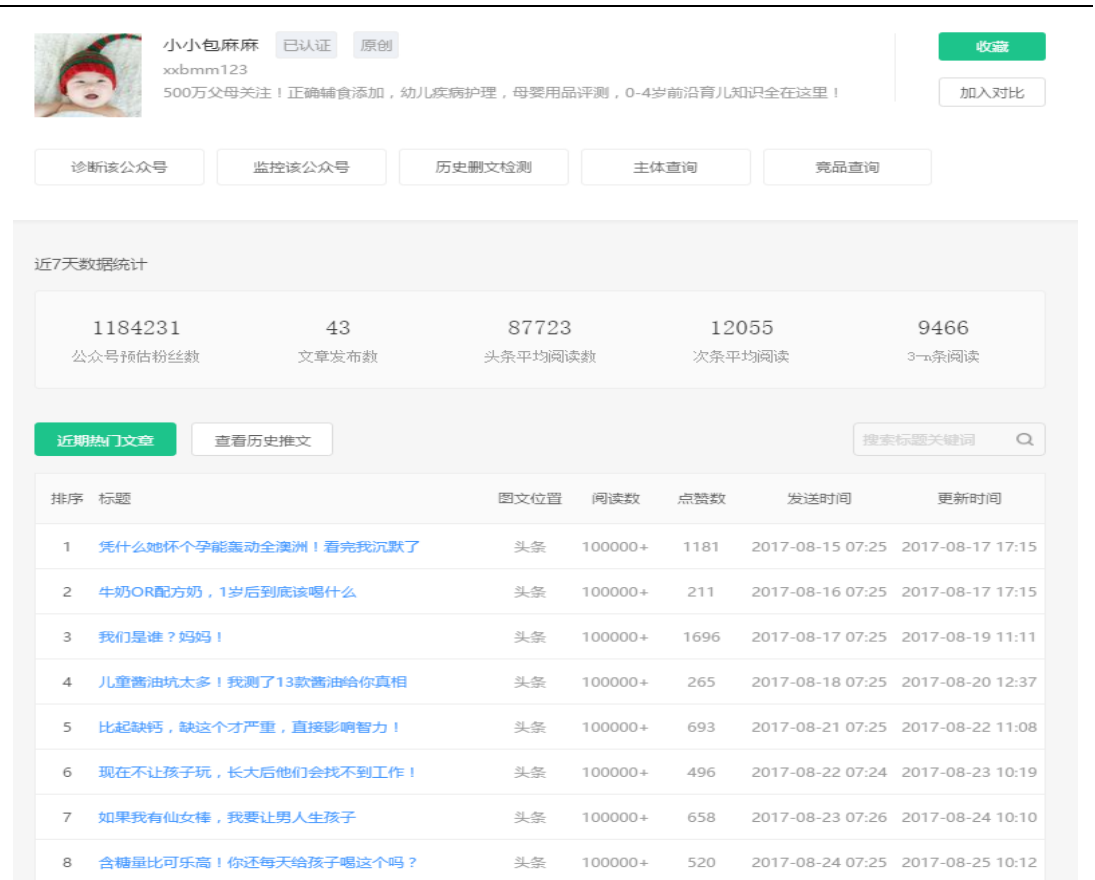 小小包麻麻 已认证 原创
收藏
xxbmm123
500万父母关注！正确辅食添加，幼儿疾病护理，母婴用品评测，0-4岁前沿育儿知识全在这里！
加入对比
诊断该公众号 监控该公众号 历史删文检测 主体查询 竞品查询
近7天数据统计
1184231 43 87723 12055 9466
公众号预估粉丝数 文章发布数 头条平均阅读数 次条平均阅读 3-n条阅读
近期热门文章 查看历史推文 搜索标题关键词
排序 标题 图文位置 阅读数 点赞数 发送时间 更新时间
1 凭什么她怀个孕能轰动全澳洲！看完我沉默了 头条 100000+ 1181 2017-08-15 07:25 2017-08-17 17:15
2 牛奶OR配方奶，1岁后到底该喝什么 头条 100000+ 211 2017-08-16 07:25 2017-08-17 17:15
3 我们是谁？妈妈！ 头条 100000+ 1696 2017-08-17 07:25 2017-08-19 11:11
4 儿童酱油坑太多！我测了13款酱油给你真相 头条 100000+ 265 2017-08-18 07:25 2017-08-20 12:37
5 比起缺钙，缺这个才严重，直接影响智力！ 头条 100000+ 693 2017-08-21 07:25 2017-08-22 11:08
6 现在不让孩子玩，长大后他们会找不到工作！ 头条 100000+ 496 2017-08-22 07:24 2017-08-23 10:19
7 如果我有仙女棒，我要让男人生孩子 头条 100000+ 658 2017-08-23 07:26 2017-08-24 10:10
8 含糖量比可乐高！你还每天给孩子喝这个吗？ 头条 100000+ 520 2017-08-24 07:25 2017-08-25 10:12